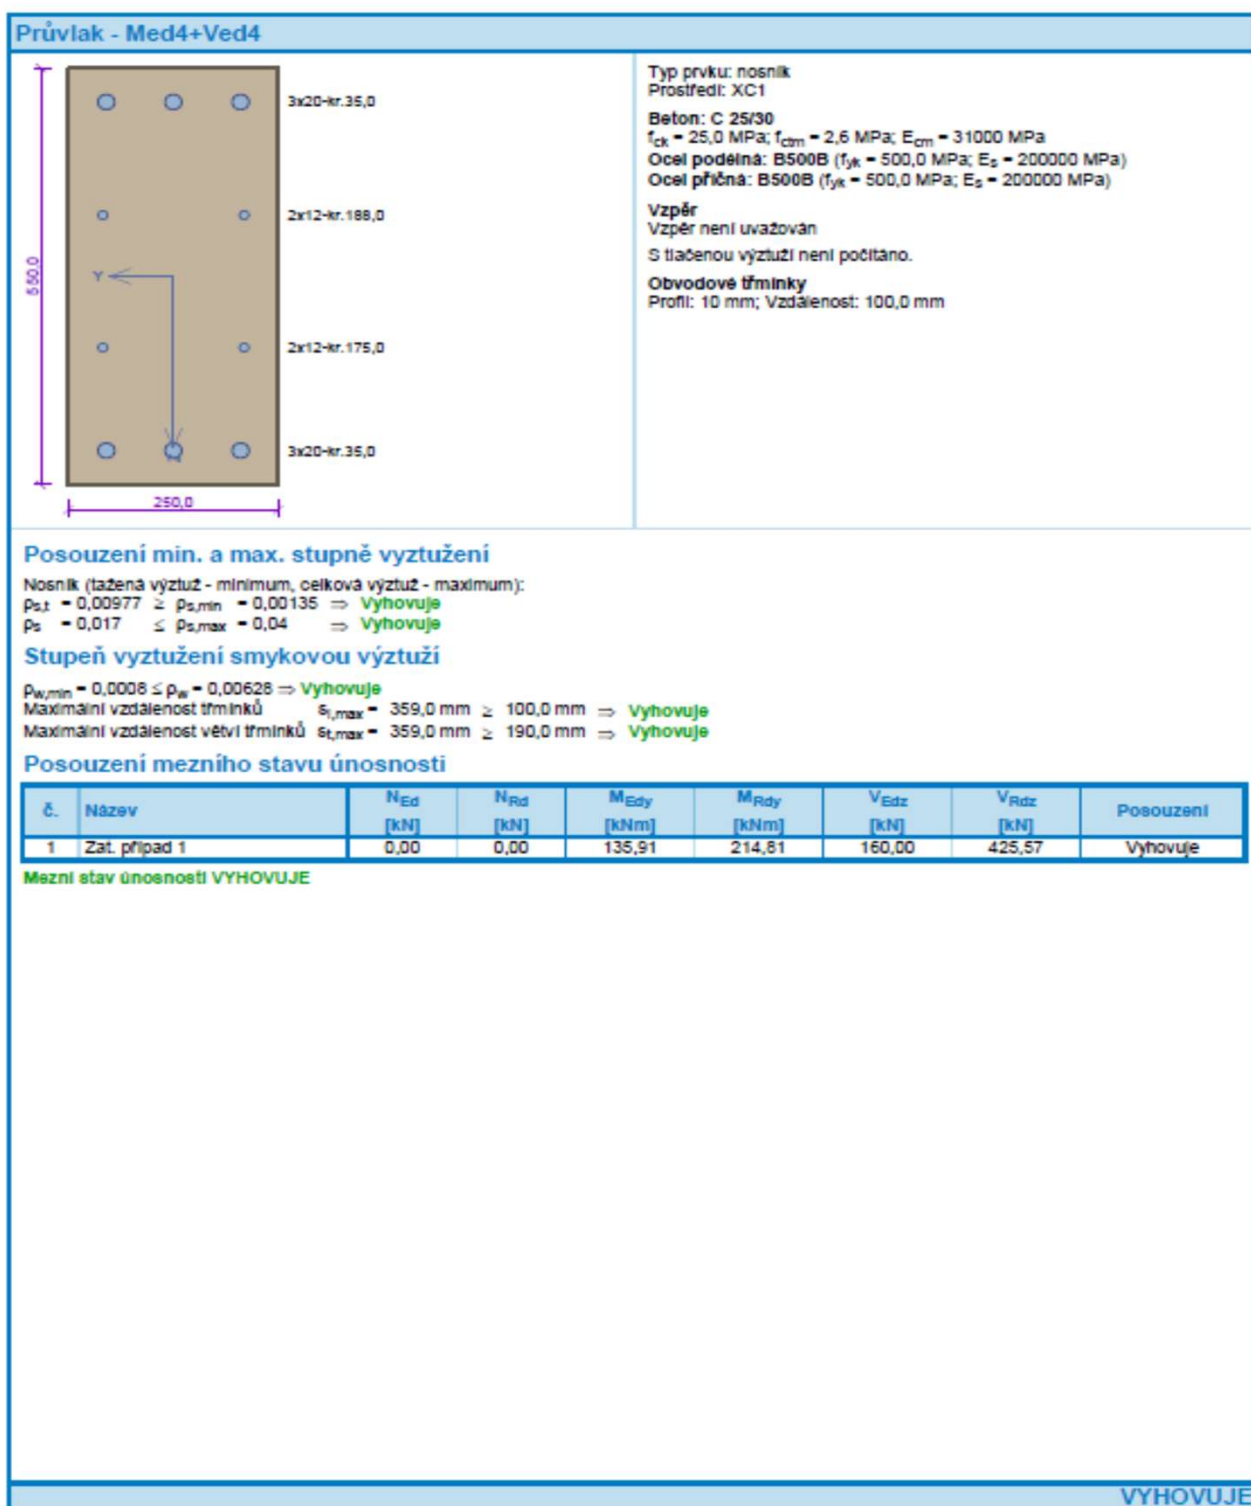 Průvlak - Med4+Ved4
3x20-kr.35,0
2x12-kr.188,0
2x12-kr.175,0
3x20-kr.35,0
550.0
250,0
Y
Typ prvku: nosník
Prostředí: XC1
Beton: C 25/30
fck = 25,0 MPa; fctm = 2,6 MPa; Ecm = 31000 MPa
Ocel podélná: B500B (fyk = 500,0 MPa; Es = 200000 MPa)
Ocel příčná: B500B (fyk = 500,0 MPa; Es = 200000 MPa)
Vzpěr
Vzpěr není uvažován
S tlačenou výztuží není počítáno.
Obvodové třmínky
Profil: 10 mm; Vzdálenost: 100,0 mm
Posouzení min. a max. stupně vyztužení
Nosník (tažená výztuž - minimum, celková výztuž - maximum):
ρs,t = 0,00977 ≥ ρs,min = 0,00135 ⇒ Vyhovuje
ρs = 0,017 ≤ ρs,max = 0,04 ⇒ Vyhovuje
Stupeň vyztužení smykovou výztuží
ρw,min = 0,0008 ≤ ρw = 0,00628 ⇒ Vyhovuje
Maximální vzdálenost třmínků sl,max = 359,0 mm ≥ 100,0 mm ⇒ Vyhovuje
Maximální vzdálenost větví třmínků st,max = 359,0 mm ≥ 190,0 mm ⇒ Vyhovuje
Posouzení mezního stavu únosnosti
č. Název NEd [kN] NRd [kN] MEdy [kNm] MRdy [kNm] VEdz [kN] VRdz [kN] Posouzení
1 Zat. případ 1 0,00 0,00 135,91 214,81 160,00 425,57 Vyhovuje
Mezní stav únosnosti VYHOVUJE
VYHOVUJE